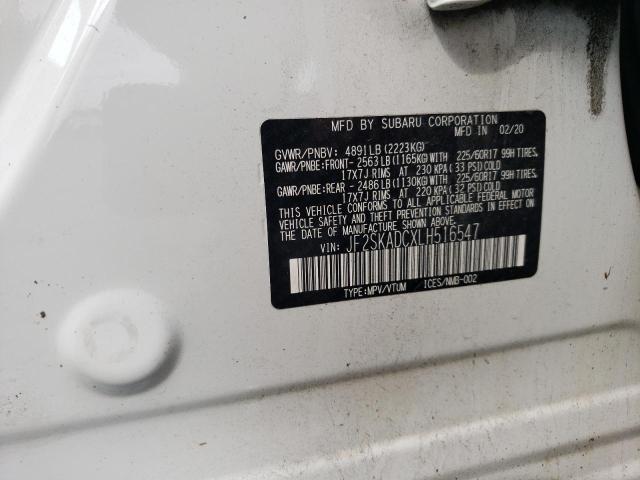 MFD BY SUBARU CORPORATION
MFD IN 02/20
GVWR/PNBV: 4891LB(2223KG)
GAWR/PNBE:FRONT- 2563LB(1165KG)WITH 225/60R17 99H TIRES,
17X7J RIMS AT 230 KPA(33 PSI)COLD
GAWR/PNBE:REAR - 2486LB(1130KG)WITH 225/60R17 99H TIRES,
17X7J RIMS AT 220 KPA(32 PSI)COLD
THIS VEHICLE CONFORMS TO ALL APPLICABLE FEDERAL MOTOR
VEHICLE SAFETY AND THEFT PREVENTION STANDARDS IN EFFECT
ON THE DATE OF MANUFACTURE SHOWN ABOVE.
VIN: JF2SKADCXLH516547
TYPE:MPV/VTUM ICES/NMB-002